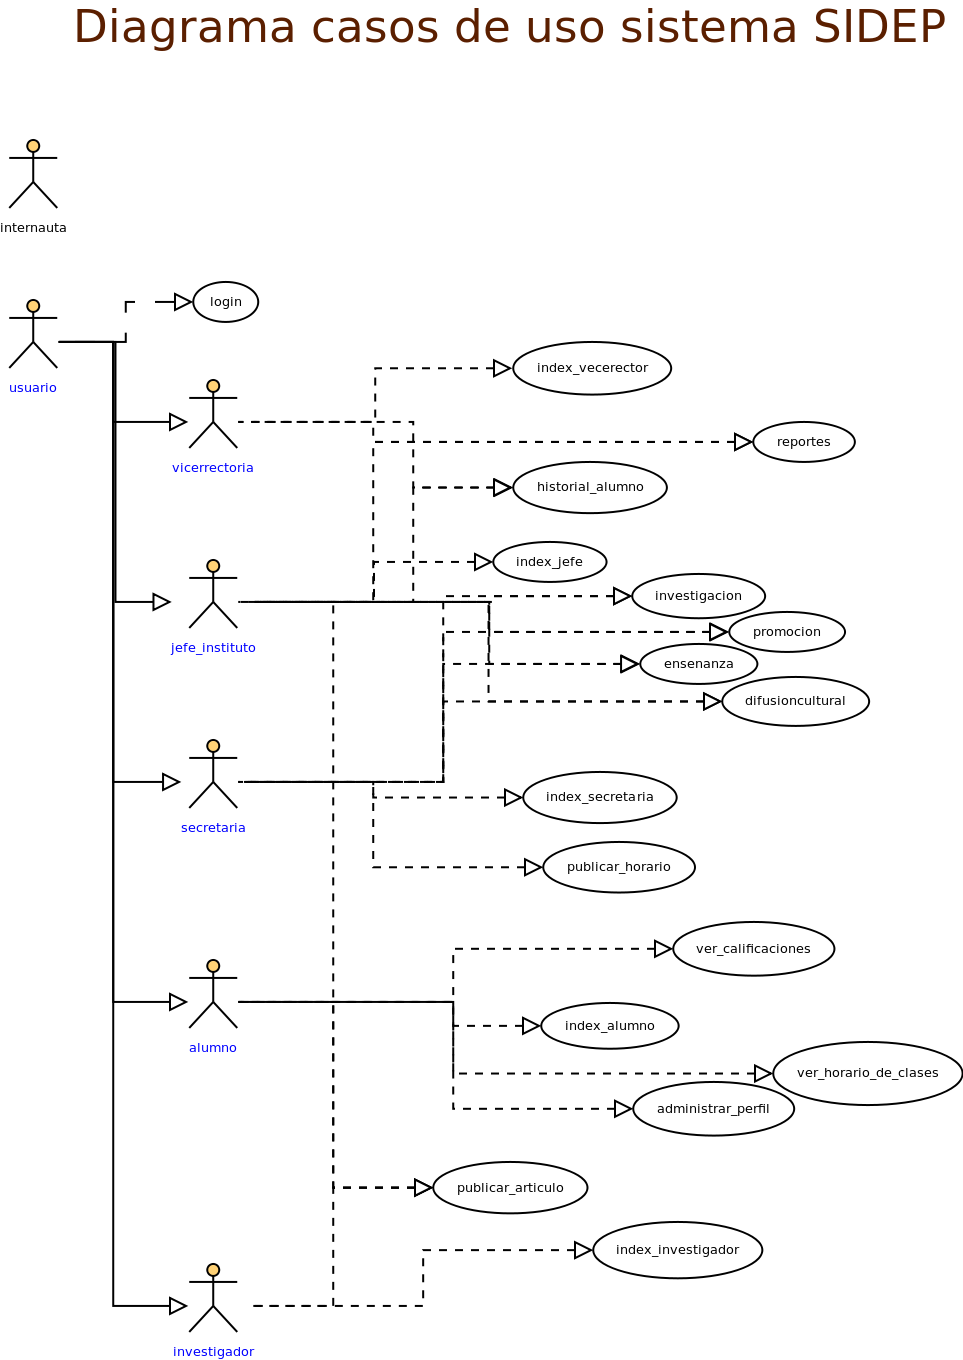 Diagrama casos de uso sistema SIDEP
internauta
login
usuario
index_vecerector
vicerrectoria
reportes
historial_alumno
index_jefe
investigacion
promocion
jefe_instituto
ensenanza
difusioncultural
index_secretaria
secretaria
publicar_horario
ver_calificaciones
index_alumno
alumno
ver_horario_de_clases
administrar_perfil
publicar_articulo
index_investigador
investigador